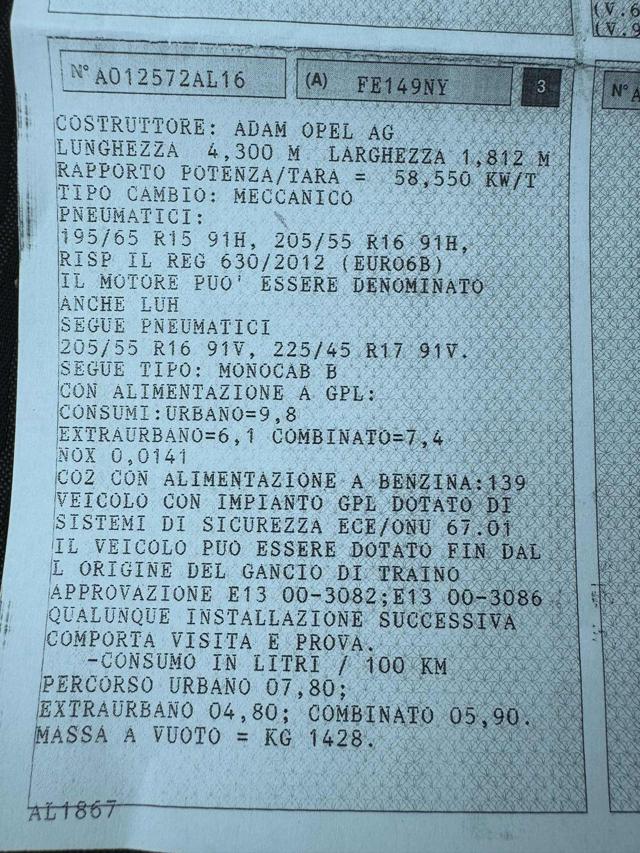 (V.6
(V.9
N° AO12572AL16 (A) FE149NY 3
N° A
COSTRUTTORE: ADAM OPEL AG
LUNGHEZZA 4,300 M LARGHEZZA 1,812 M
RAPPORTO POTENZA/TARA = 58,550 KW/T
TIPO CAMBIO: MECCANICO
PNEUMATICI:
195/65 R15 91H, 205/55 R16 91H,
RISP IL REG 630/2012 (EURO6B)
IL MOTORE PUO' ESSERE DENOMINATO
ANCHE LUH
SEGUE PNEUMATICI
205/55 R16 91V, 225/45 R17 91V.
SEGUE TIPO: MONOCAB B
CON ALIMENTAZIONE A GPL:
CONSUMI:URBANO=9,8
EXTRAURBANO=6,1 COMBINATO=7,4
NOX 0,0141
CO2 CON ALIMENTAZIONE A BENZINA:139
VEICOLO CON IMPIANTO GPL DOTATO DI
SISTEMI DI SICUREZZA ECE/ONU 67.01
IL VEICOLO PUO ESSERE DOTATO FIN DAL
L ORIGINE DEL GANCIO DI TRAINO
APPROVAZIONE E13 00-3082;E13 00-3086
QUALUNQUE INSTALLAZIONE SUCCESSIVA
COMPORTA VISITA E PROVA.
-CONSUMO IN LITRI / 100 KM
PERCORSO URBANO 07,80;
EXTRAURBANO 04,80; COMBINATO 05,90.
MASSA A VUOTO = KG 1428.
AL1867